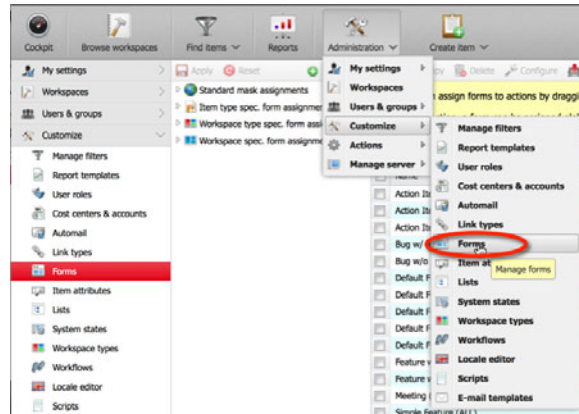 Cockpit
Browse workspaces
Find items
Reports
Administration
Create item
My settings
Workspaces
Users & groups
Customize
Manage filters
Report templates
User roles
Cost centers & accounts
Automail
Link types
Forms
Item attributes
Lists
System states
Workspace types
Workflows
Locale editor
Scripts
Apply
Reset
Standard mask assignments
Item type spec. form assignmen
Workspace type spec. form assi
Workspace spec. form assignme
My settings
Workspaces
Users & groups
Customize
Actions
Manage server
Delete
Configure
assign forms to actions by draggi
Name
Action Ite
Action Ite
Action Ite
Bug w/
Bug w/o
Default F
Default F
Default F
Default F
Default F
Feature w
Feature w
Meeting (
Simple Feature (ALL)
Manage filters
Report templates
User roles
Cost centers & accounts
Automail
Link types
Forms
Item at
Manage forms
Lists
System states
Workspace types
Workflows
Locale editor
Scripts
E-mail templates